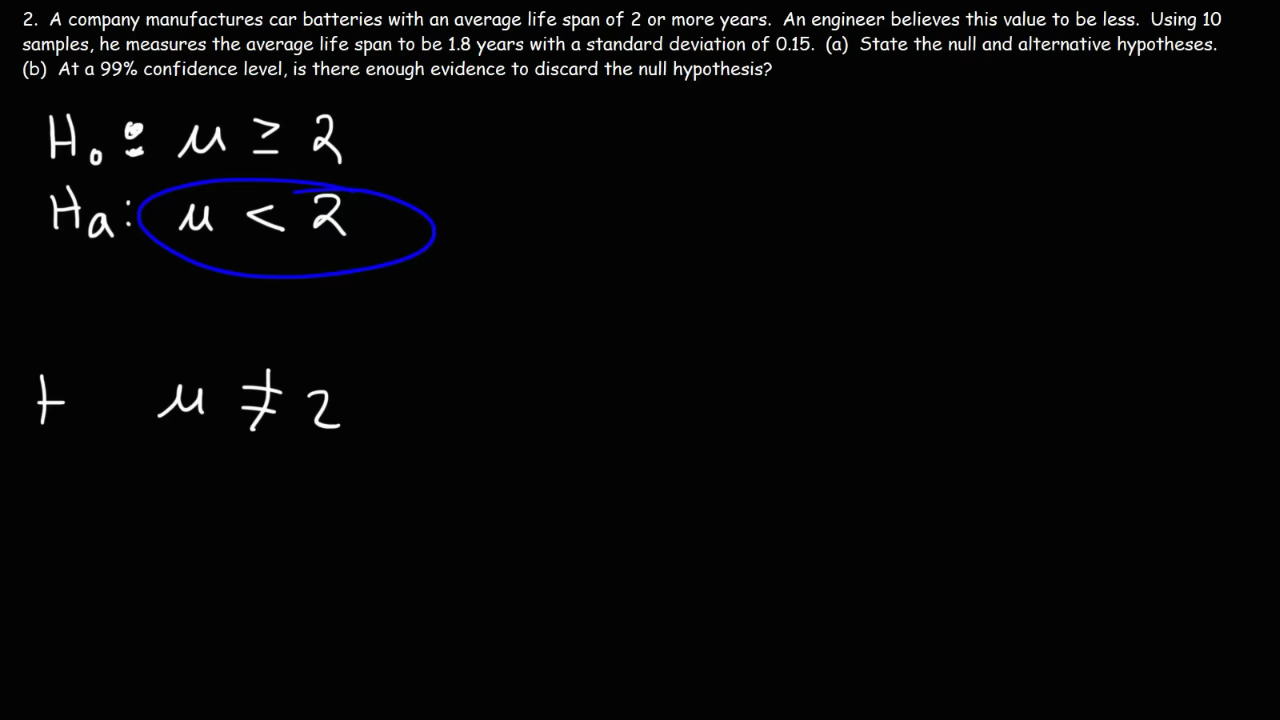 2. A company manufactures car batteries with an average life span of 2 or more years. An engineer believes this value to be less. Using 10
samples, he measures the average life span to be 1.8 years with a standard deviation of 0.15. (a) State the null and alternative hypotheses.
(b) At a 99% confidence level, is there enough evidence to discard the null hypothesis?
H₀: μ ≥ 2
Hₐ: μ < 2
μ ≠ 2